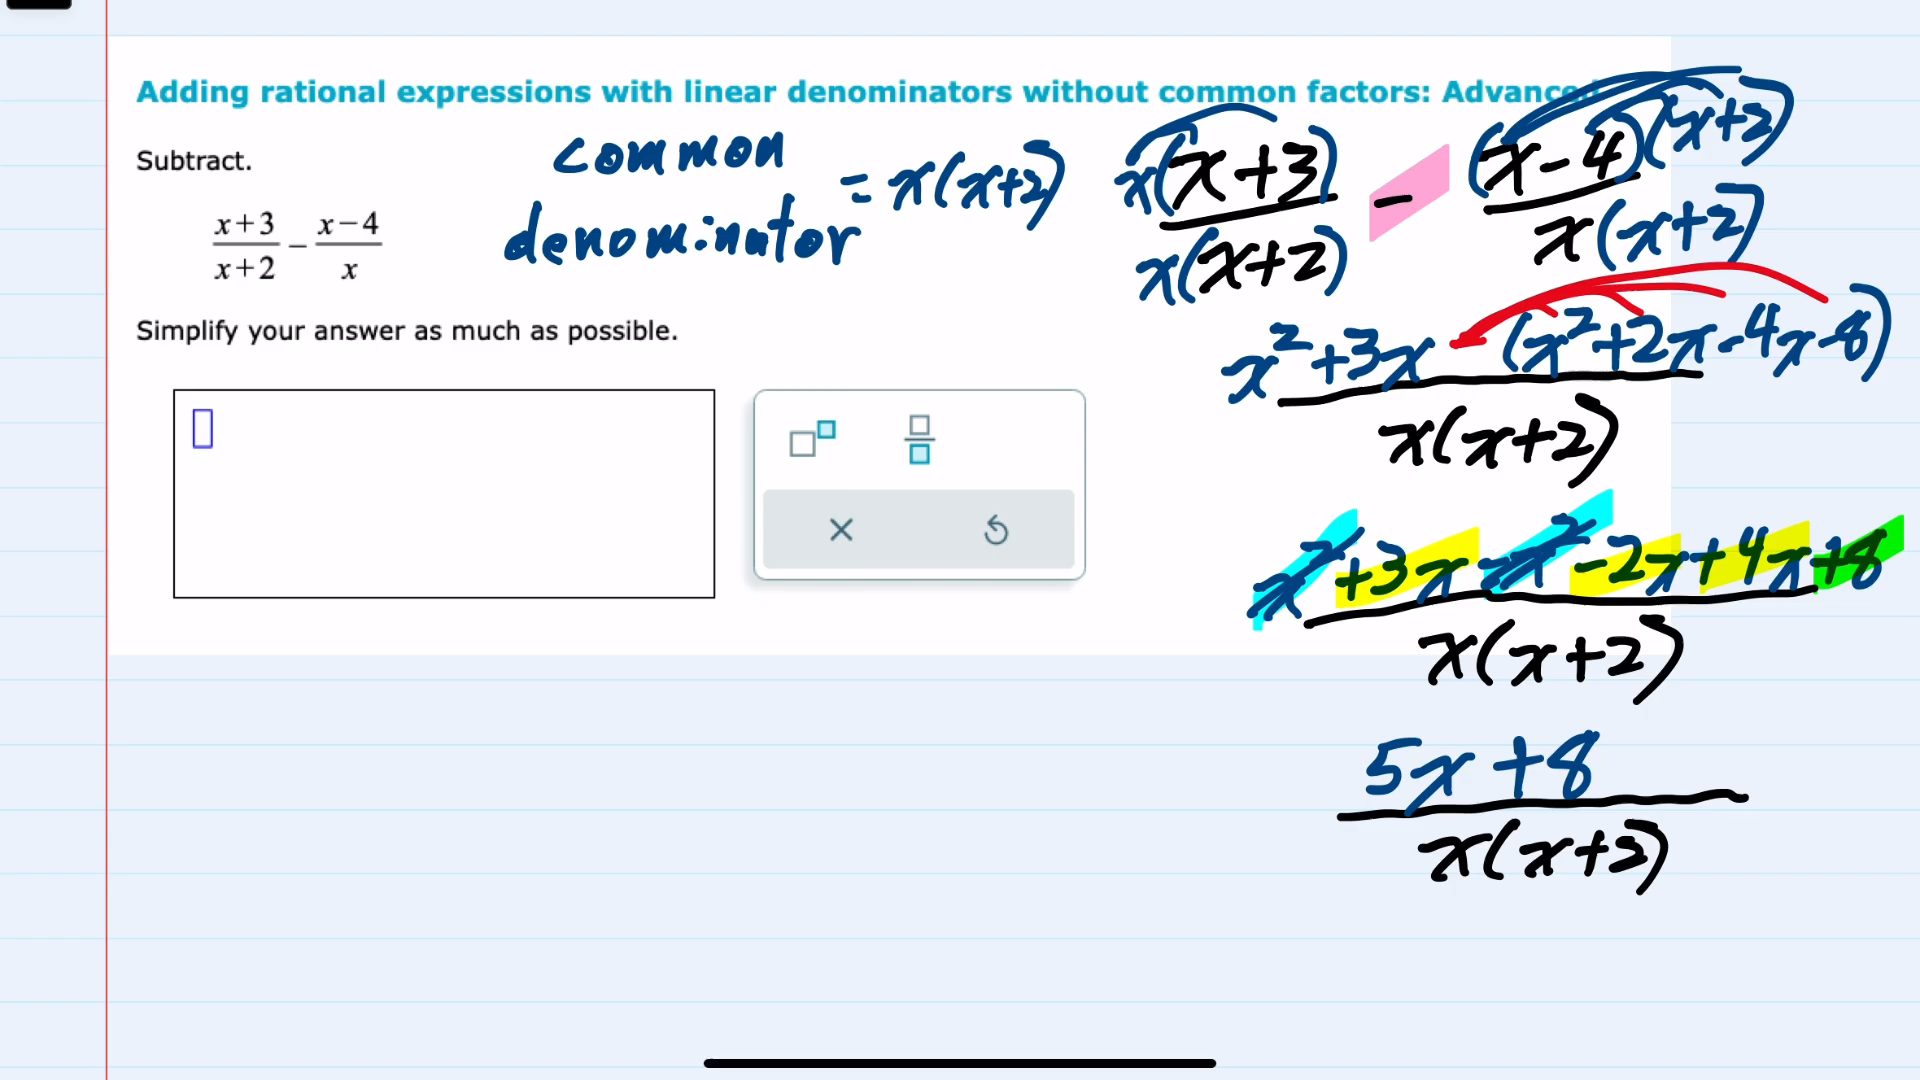 Adding rational expressions with linear denominators without common factors: Advanced
Subtract.
x+3/x+2 − x−4/x
Simplify your answer as much as possible.
common
denominator = x(x+2)
x(x+3)/x(x+2) − (x−4)(x+2)/x(x+2)
x²+3x −(x²+2x−4x−8)
x(x+2)
x²+3x−x²−2x+4x+8
x(x+2)
5x+8
x(x+2)